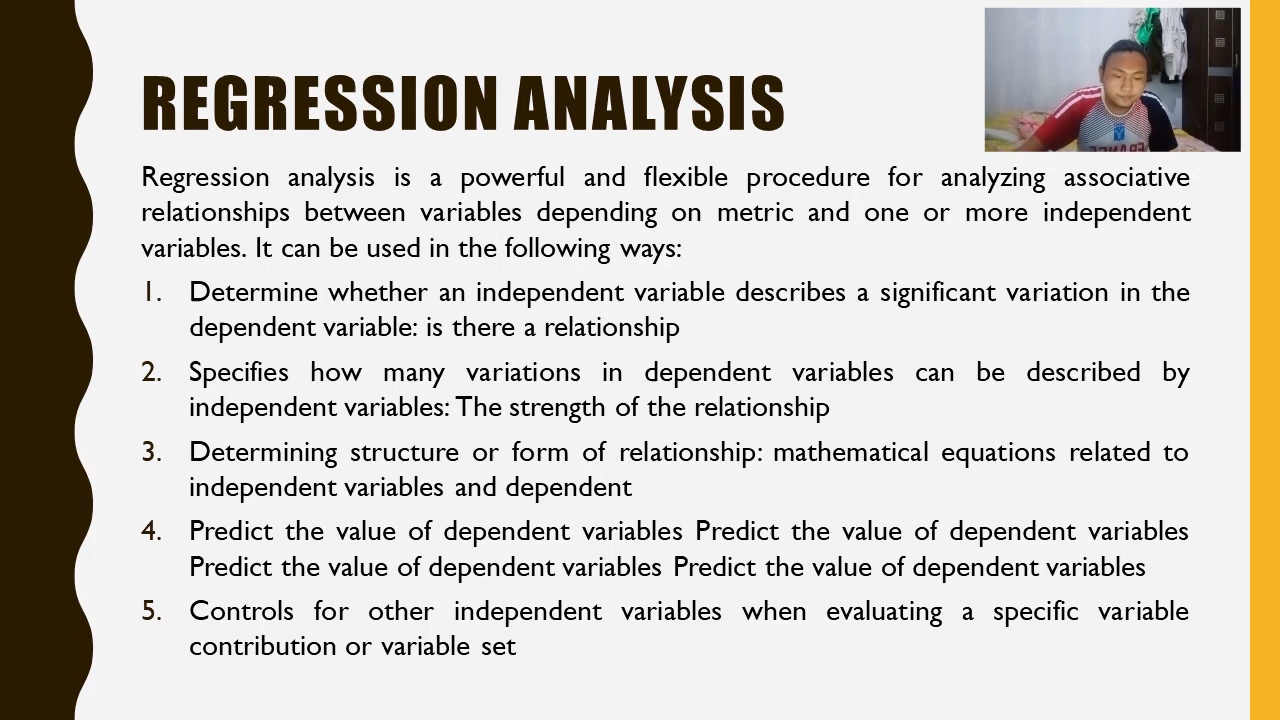 REGRESSION ANALYSIS
Regression analysis is a powerful and flexible procedure for analyzing associative
relationships between variables depending on metric and one or more independent
variables. It can be used in the following ways:
1. Determine whether an independent variable describes a significant variation in the
dependent variable: is there a relationship
2. Specifies how many variations in dependent variables can be described by
independent variables: The strength of the relationship
3. Determining structure or form of relationship: mathematical equations related to
independent variables and dependent
4. Predict the value of dependent variables Predict the value of dependent variables
Predict the value of dependent variables Predict the value of dependent variables
5. Controls for other independent variables when evaluating a specific variable
contribution or variable set